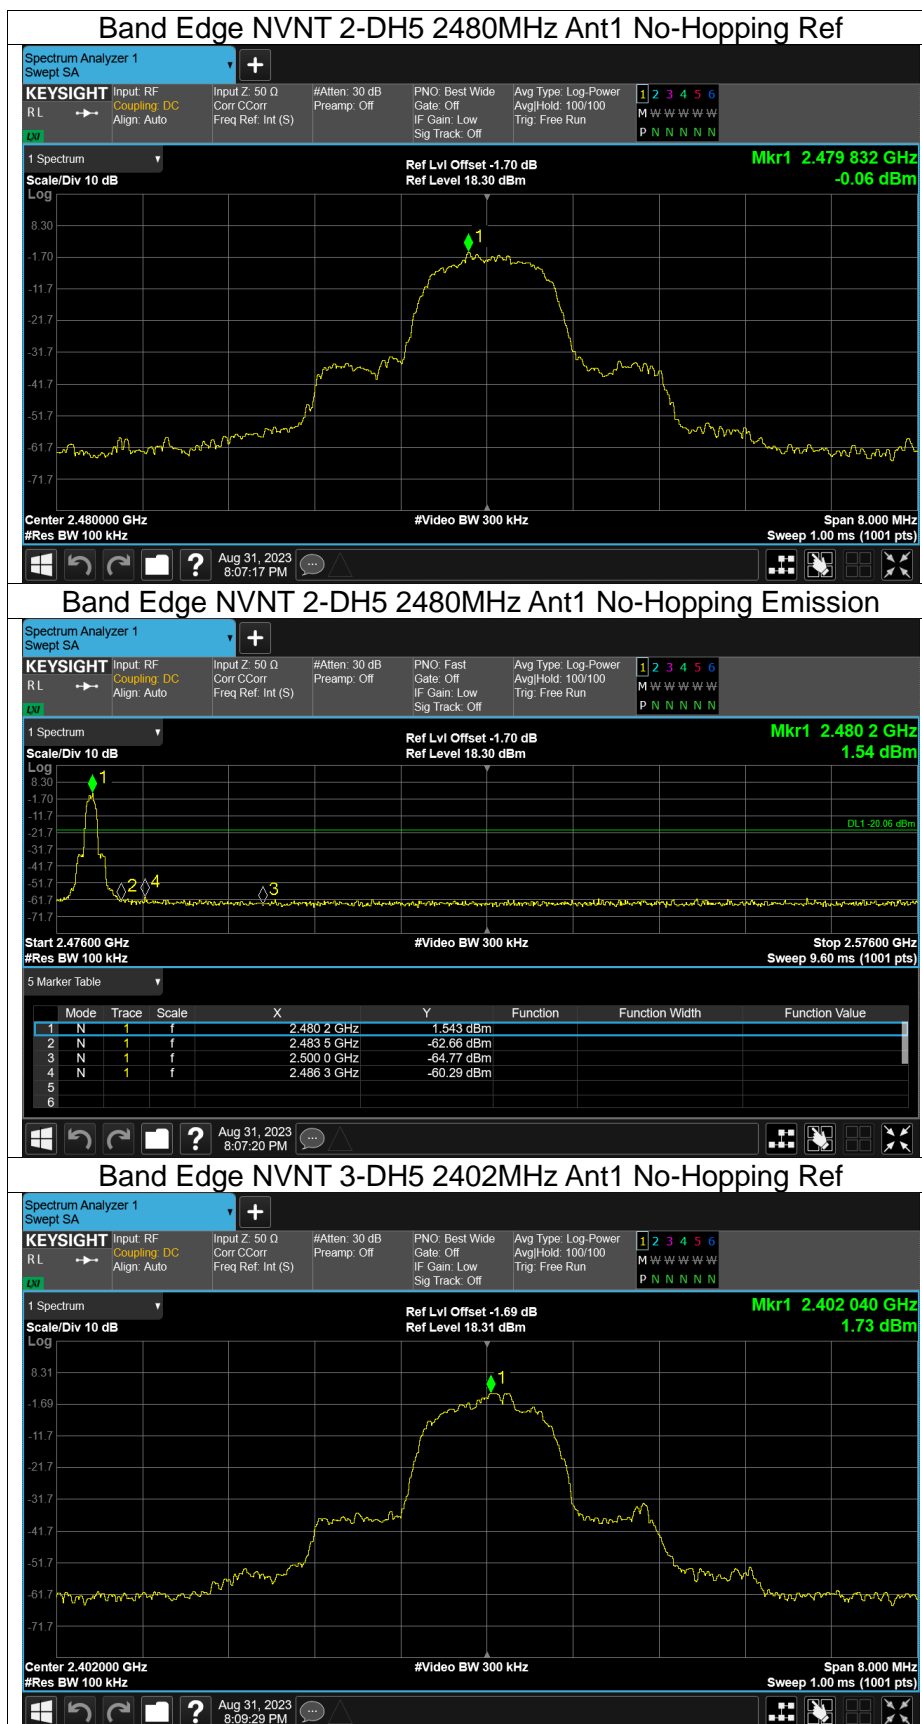 Band Edge NVNT 2-DH5 2480MHz Ant1 No-Hopping Ref
Spectrum Analyzer 1
Swept SA
KEYSIGHT Input: RF Input Z: 50 Ω #Atten: 30 dB PNO: Best Wide Avg Type: Log-Power 1 2 3 4 5 6
R L Coupling: DC Corr CCorr Preamp: Off Gate: Off Avg|Hold: 100/100 M W W W W W
Align: Auto Freq Ref: Int (S) IF Gain: Low Trig: Free Run
LXI Sig Track: Off P N N N N N
1 Spectrum Ref Lvl Offset -1.70 dB Mkr1 2.479 832 GHz
Scale/Div 10 dB Ref Level 18.30 dBm -0.06 dBm
Log
8.30
1
-1.70
-11.7
-21.7
-31.7
-41.7
-51.7
-61.7
-71.7
Center 2.480000 GHz #Video BW 300 kHz Span 8.000 MHz
#Res BW 100 kHz Sweep 1.00 ms (1001 pts)
Aug 31, 2023
8:07:17 PM
Band Edge NVNT 2-DH5 2480MHz Ant1 No-Hopping Emission
Spectrum Analyzer 1
Swept SA
KEYSIGHT Input: RF Input Z: 50 Ω #Atten: 30 dB PNO: Fast Avg Type: Log-Power 1 2 3 4 5 6
R L Coupling: DC Corr CCorr Preamp: Off Gate: Off Avg|Hold: 100/100 M W W W W W
Align: Auto Freq Ref: Int (S) IF Gain: Low Trig: Free Run
LXI Sig Track: Off P N N N N N
1 Spectrum Ref Lvl Offset -1.70 dB Mkr1 2.480 2 GHz
Scale/Div 10 dB Ref Level 18.30 dBm 1.54 dBm
Log
8.30 1
-1.70
-11.7
DL1 -20.06 dBm
-21.7
-31.7
-41.7
-51.7
2 4 3
-61.7
-71.7
Start 2.47600 GHz #Video BW 300 kHz Stop 2.57600 GHz
#Res BW 100 kHz Sweep 9.60 ms (1001 pts)
5 Marker Table
Mode Trace Scale X Y Function Function Width Function Value
1 N 1 f 2.480 2 GHz 1.543 dBm
2 N 1 f 2.483 5 GHz -62.66 dBm
3 N 1 f 2.500 0 GHz -64.77 dBm
4 N 1 f 2.486 3 GHz -60.29 dBm
5
6
Aug 31, 2023
8:07:20 PM
Band Edge NVNT 3-DH5 2402MHz Ant1 No-Hopping Ref
Spectrum Analyzer 1
Swept SA
KEYSIGHT Input: RF Input Z: 50 Ω #Atten: 30 dB PNO: Best Wide Avg Type: Log-Power 1 2 3 4 5 6
R L Coupling: DC Corr CCorr Preamp: Off Gate: Off Avg|Hold: 100/100 M W W W W W
Align: Auto Freq Ref: Int (S) IF Gain: Low Trig: Free Run
LXI Sig Track: Off P N N N N N
1 Spectrum Ref Lvl Offset -1.69 dB Mkr1 2.402 040 GHz
Scale/Div 10 dB Ref Level 18.31 dBm 1.73 dBm
Log
8.31
1
-1.69
-11.7
-21.7
-31.7
-41.7
-51.7
-61.7
-71.7
Center 2.402000 GHz #Video BW 300 kHz Span 8.000 MHz
#Res BW 100 kHz Sweep 1.00 ms (1001 pts)
Aug 31, 2023
8:09:29 PM